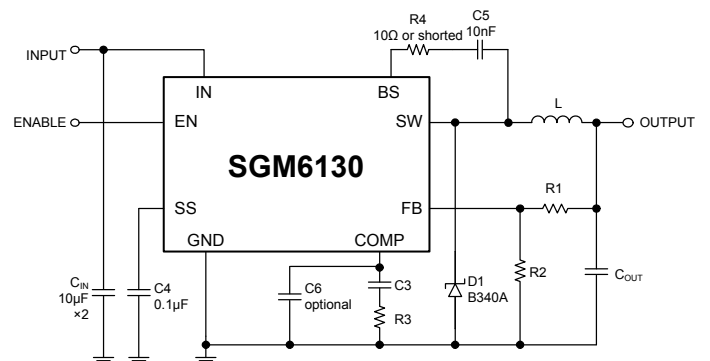 R4
10Ω or shorted
C5
10nF
INPUT
IN
BS
L
ENABLE
EN
SW
OUTPUT
SGM6130
R1
SS
FB
GND
COMP
CIN
10μF
×2
C4
0.1μF
C6
optional
C3
R3
D1
B340A
R2
COUT